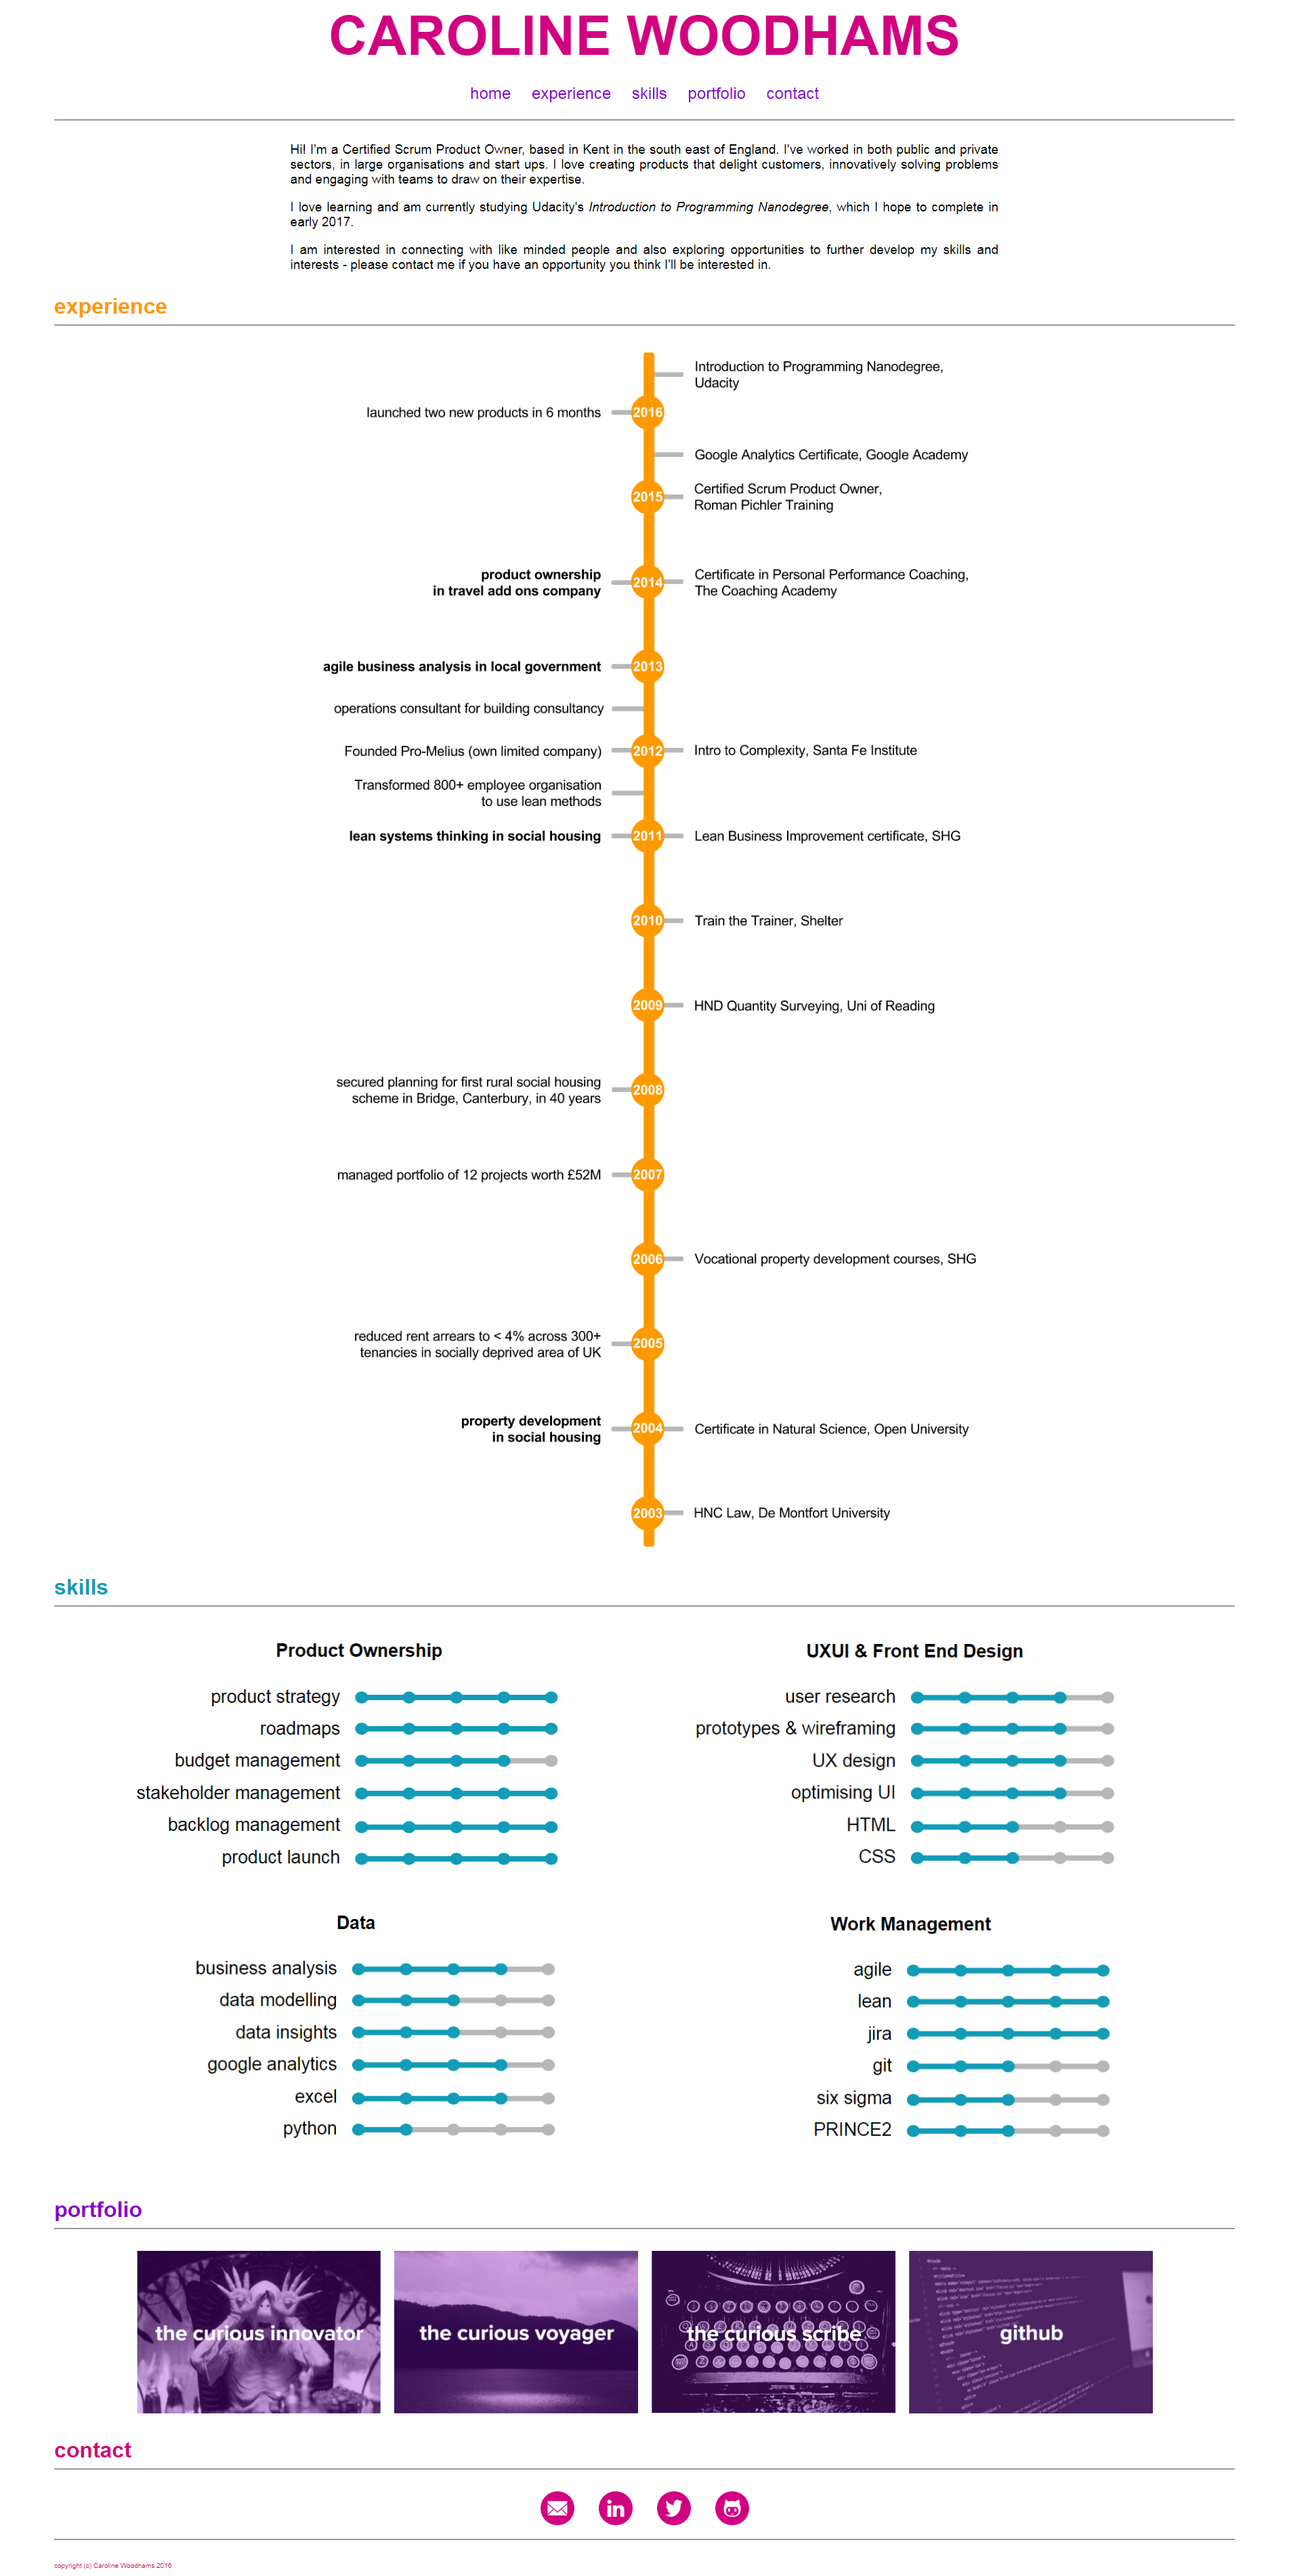 CAROLINE WOODHAMS
home experience skills portfolio contact
Hi! I'm a Certified Scrum Product Owner, based in Kent in the south east of England. I've worked in both public and private
sectors, in large organisations and start ups. I love creating products that delight customers, innovatively solving problems
and engaging with teams to draw on their expertise.
I love learning and am currently studying Udacity's Introduction to Programming Nanodegree, which I hope to complete in
early 2017.
I am interested in connecting with like minded people and also exploring opportunities to further develop my skills and
interests - please contact me if you have an opportunity you think I'll be interested in.
experience
Introduction to Programming Nanodegree,
Udacity
launched two new products in 6 months 2016
Google Analytics Certificate, Google Academy
2015 Certified Scrum Product Owner,
Roman Pichler Training
product ownership
in travel add ons company
2014
Certificate in Personal Performance Coaching,
The Coaching Academy
agile business analysis in local government 2013
operations consultant for building consultancy
Founded Pro-Melius (own limited company) 2012 Intro to Complexity, Santa Fe Institute
Transformed 800+ employee organisation
to use lean methods
lean systems thinking in social housing 2011 Lean Business Improvement certificate, SHG
2010 Train the Trainer, Shelter
2009 HND Quantity Surveying, Uni of Reading
secured planning for first rural social housing
scheme in Bridge, Canterbury, in 40 years
2008
managed portfolio of 12 projects worth £52M 2007
2006 Vocational property development courses, SHG
reduced rent arrears to < 4% across 300+
tenancies in socially deprived area of UK
2005
property development
in social housing
2004 Certificate in Natural Science, Open University
2003 HNC Law, De Montfort University
skills
Product Ownership
product strategy
roadmaps
budget management
stakeholder management
backlog management
product launch
UXUI & Front End Design
user research
prototypes & wireframing
UX design
optimising UI
HTML
CSS
Data
business analysis
data modelling
data insights
google analytics
excel
python
Work Management
agile
lean
jira
git
six sigma
PRINCE2
portfolio
the curious innovator
the curious voyager
the curious scribe
github
contact
in
copyright (c) Caroline Woodhams 2016